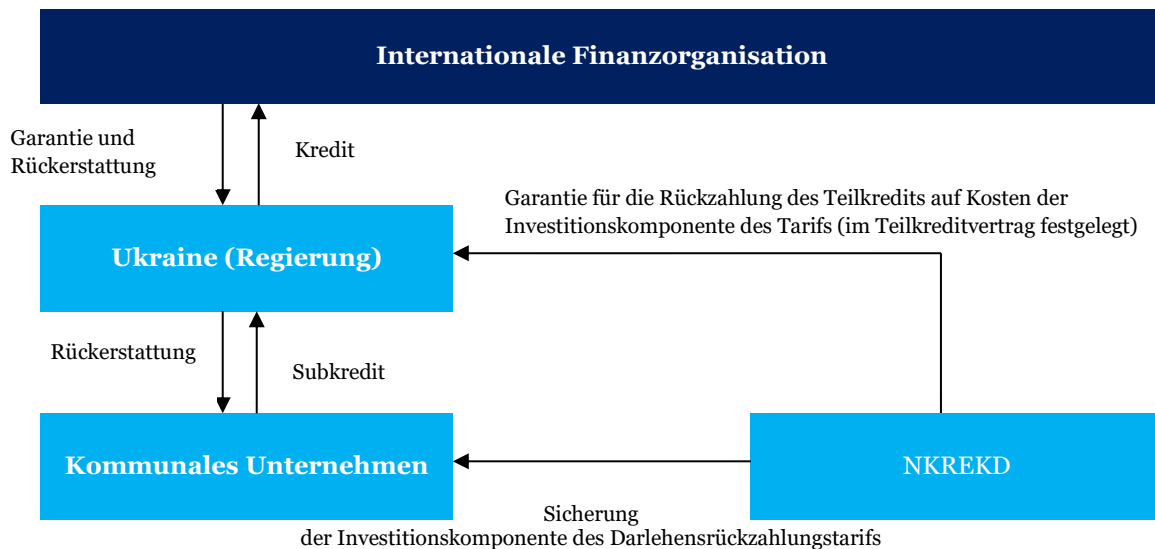 Internationale Finanzorganisation
Garantie und
Rückerstattung
Kredit
Garantie für die Rückzahlung des Teilkredits auf Kosten der
Investitionskomponente des Tarifs (im Teilkreditvertrag festgelegt)
Ukraine (Regierung)
Rückerstattung
Subkredit
Kommunales Unternehmen
NKREKD
Sicherung
der Investitionskomponente des Darlehensrückzahlungstarifs